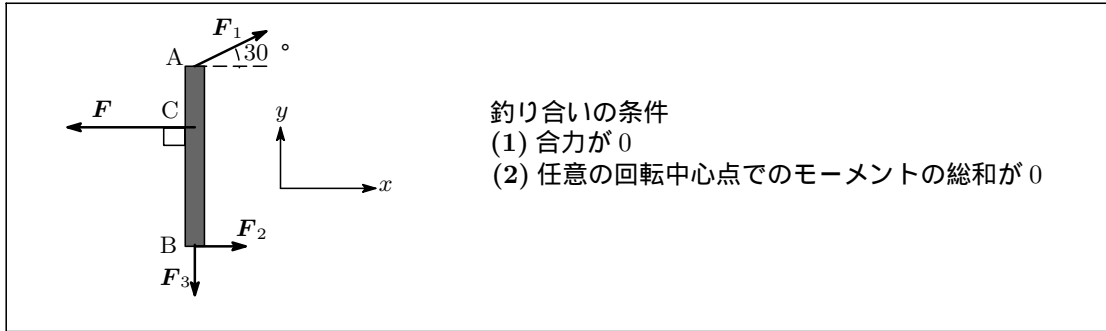 F₁
A
30 °
F
C
y
x
B
F₂
F₃
釣り合いの条件
(1) 合力が 0
(2) 任意の回転中心点でのモーメントの総和が 0